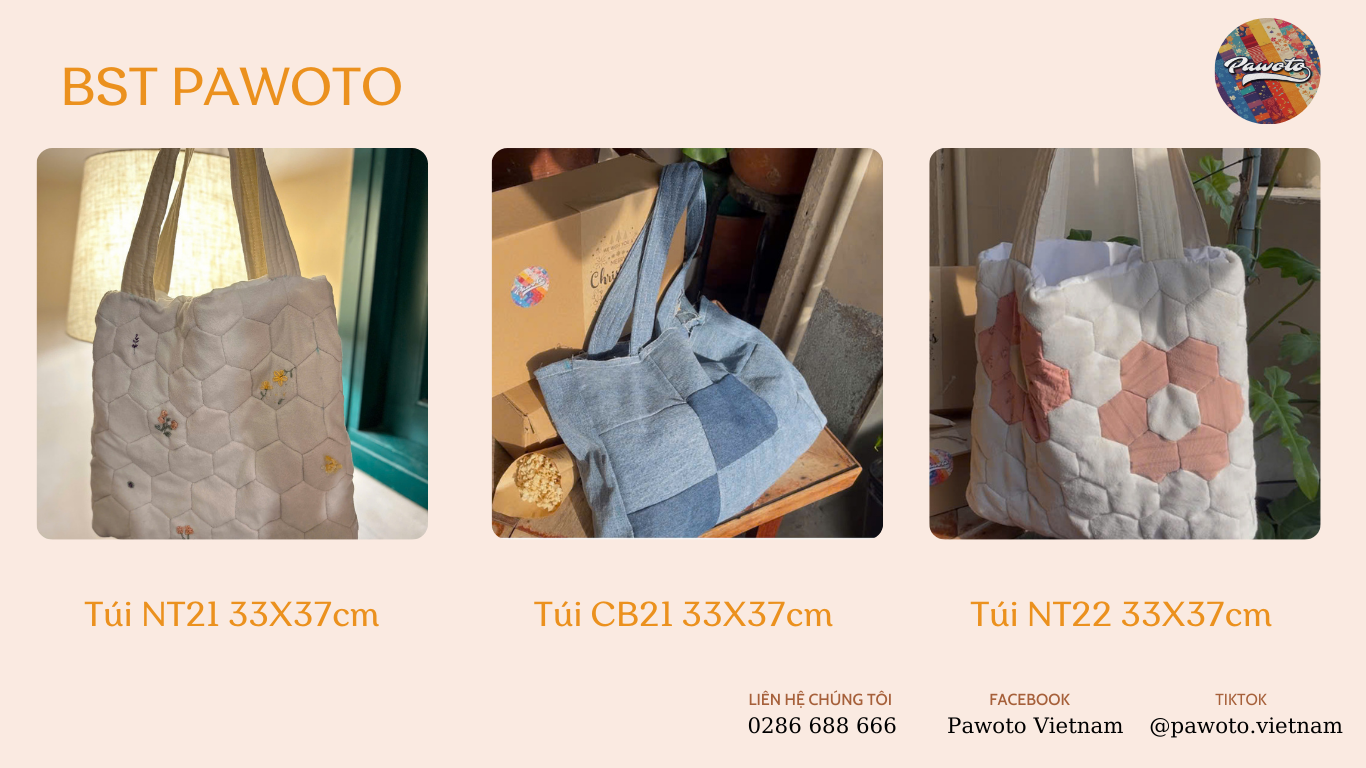 BST PAWOTO
Pawoto
Túi NT21 33X37cm
Túi CB21 33X37cm
Túi NT22 33X37cm
LIÊN HỆ CHÚNG TÔI
0286 688 666
FACEBOOK
Pawoto Vietnam
TIKTOK
@pawoto.vietnam